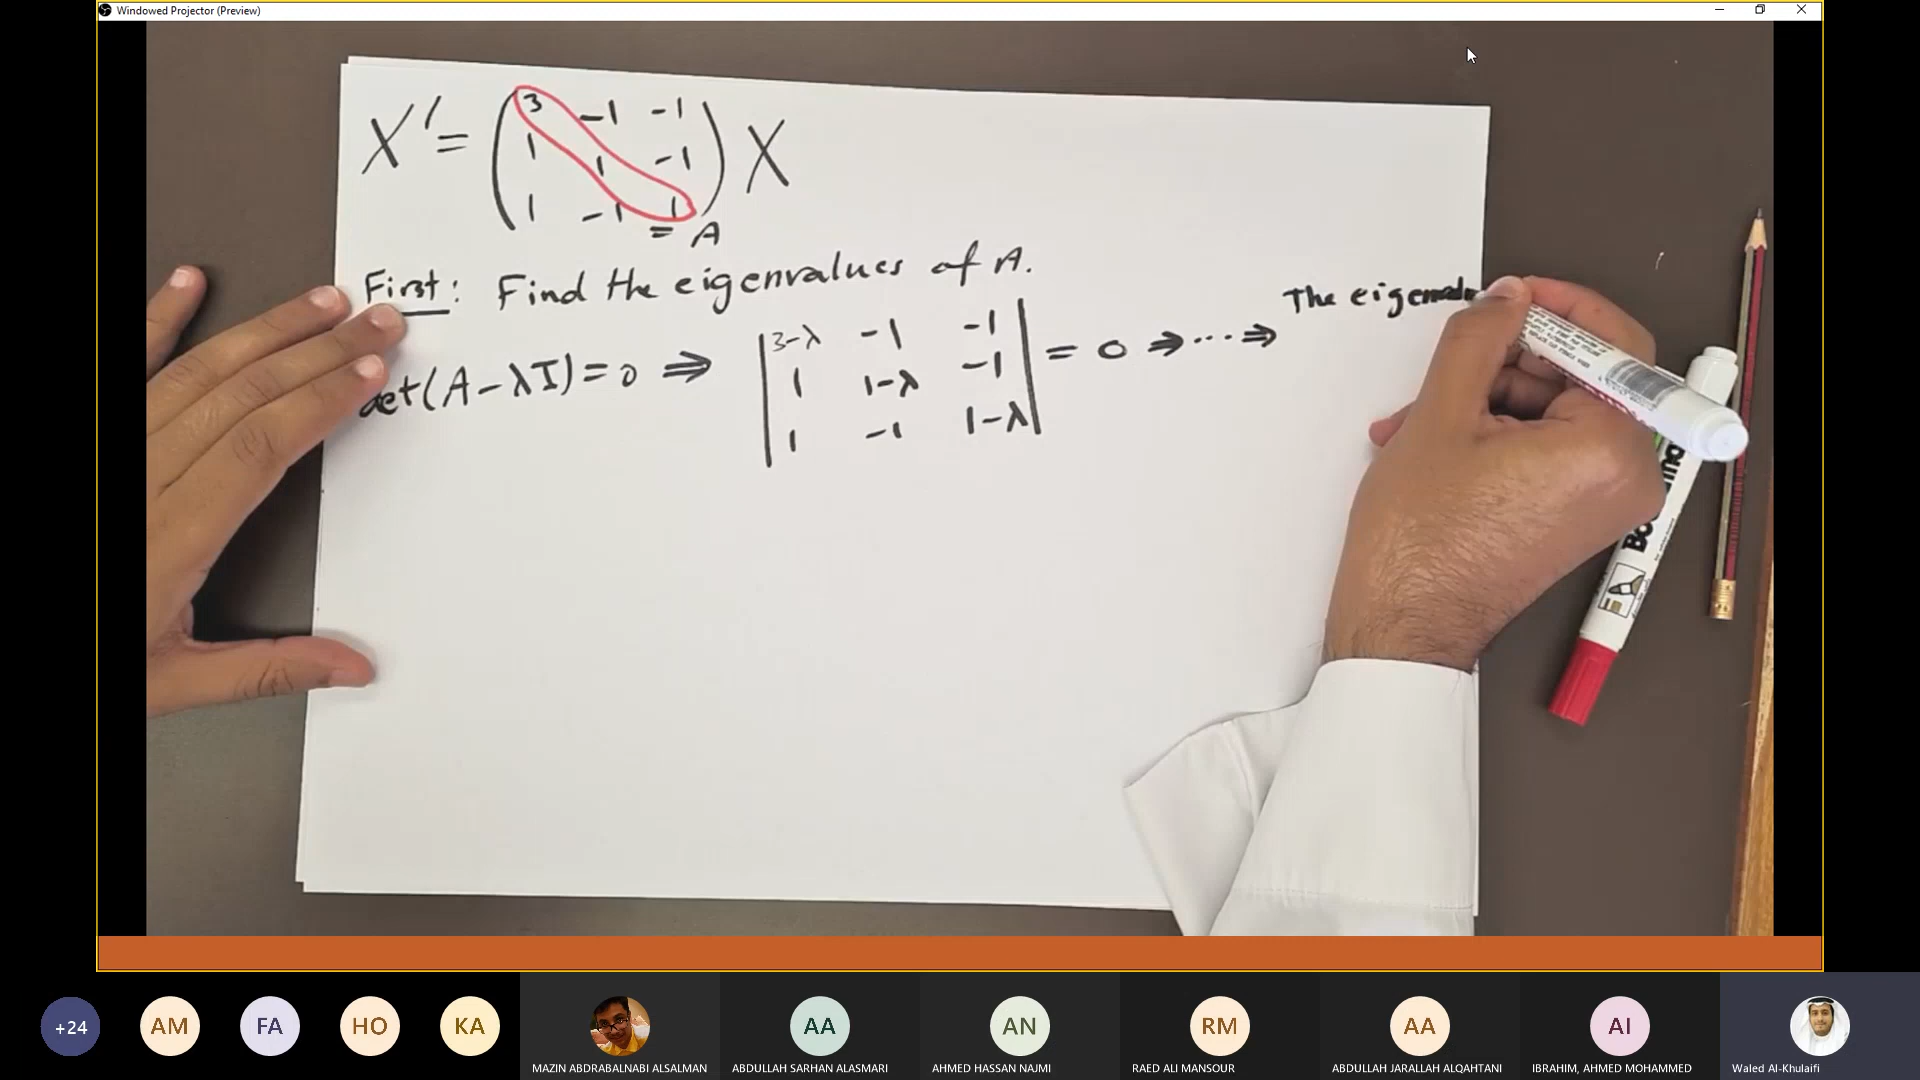 Windowed Projector (Preview)
X′ = ( 3 -1 -1
1 1 -1
1 -1 1 ) X
= A
First: Find the eigenvalues of A.
The
det(A-λI) = 0 ⇒ | 3-λ -1 -1 | = 0 ⇒ ⋯ ⇒
1 1-λ -1
1 -1 1-λ
+24
AM
FA
HO
KA
AA
AN
RM
AA
AI
MAZIN ABDRABALNABI ALSALMAN
ABDULLAH SARHAN ALASMARI
AHMED HASSAN NAJMI
RAED ALI MANSOUR
ABDULLAH JARALLAH ALQAHTANI
IBRAHIM, AHMED MOHAMMED
Waled Al-Khulaifi